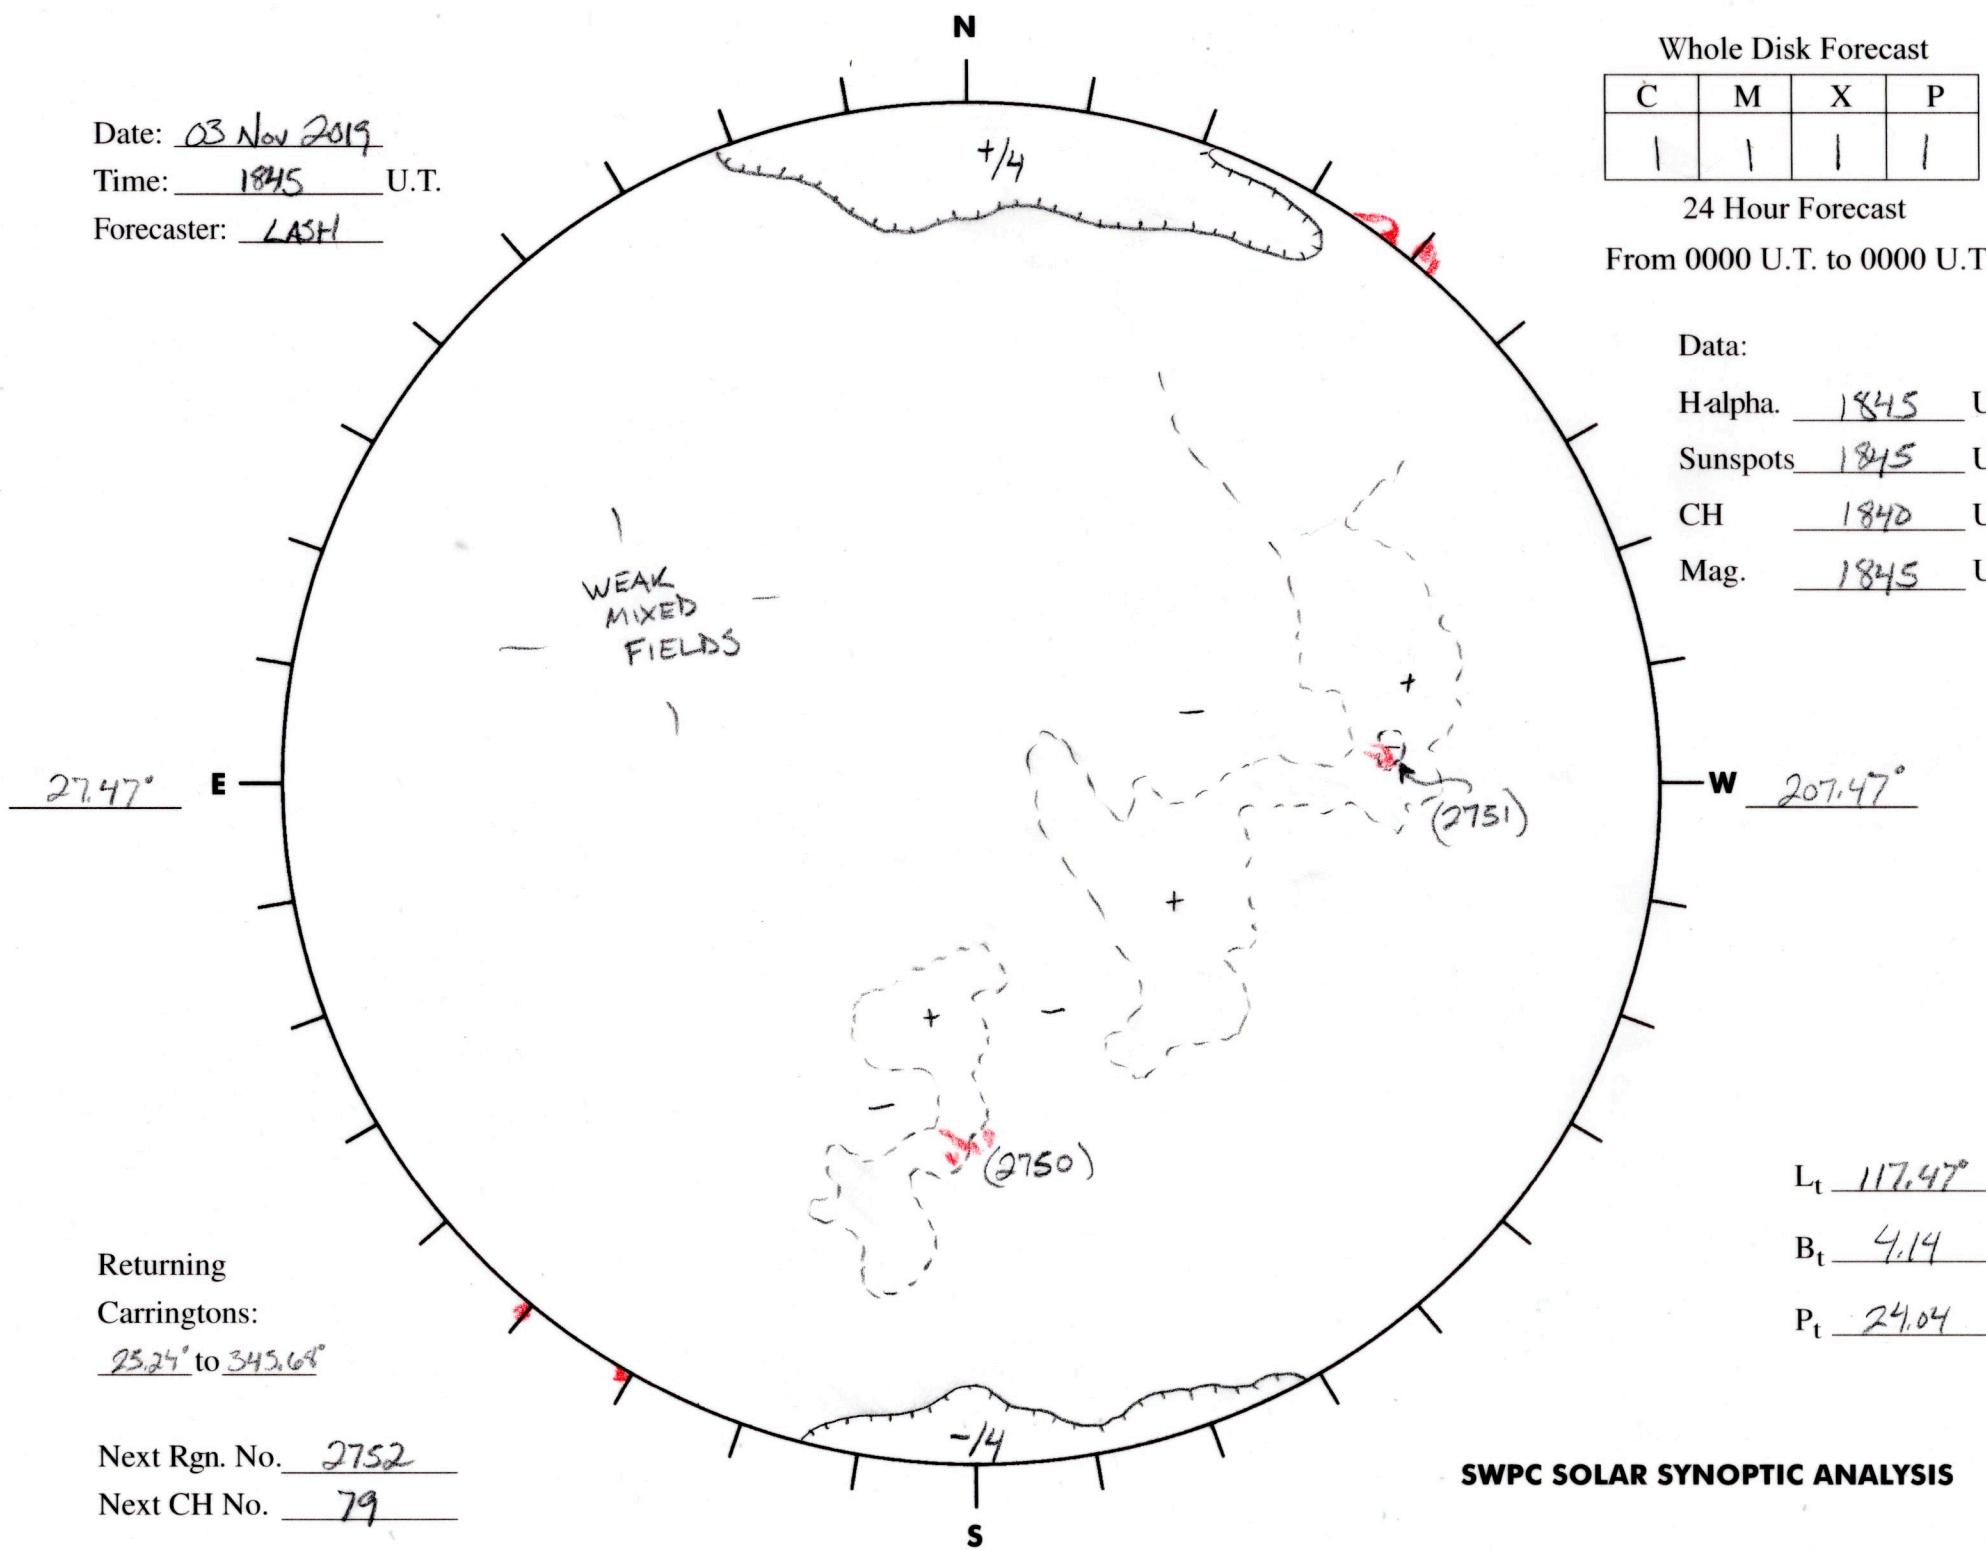 N
Whole Disk Forecast
C M X P
1 1 1 1
24 Hour Forecast
From 0000 U.T. to 0000 U.T
Date: 03 Nov 2019
Time: 1845 U.T.
Forecaster: LASH
+/4
Data:
H-alpha. 1845 U
Sunspots 1845 U
CH 1840 U
Mag. 1845 U
WEAK
MIXED
FIELDS
+
-
27.47° E
W 207.47°
(2751)
+
+
-
-
(2750)
Lt 117.47°
Bt 4.14
Pt 24.04
Returning
Carringtons:
25.24° to 345.68°
-/4
Next Rgn. No. 2752
Next CH No. 79
SWPC SOLAR SYNOPTIC ANALYSIS
S